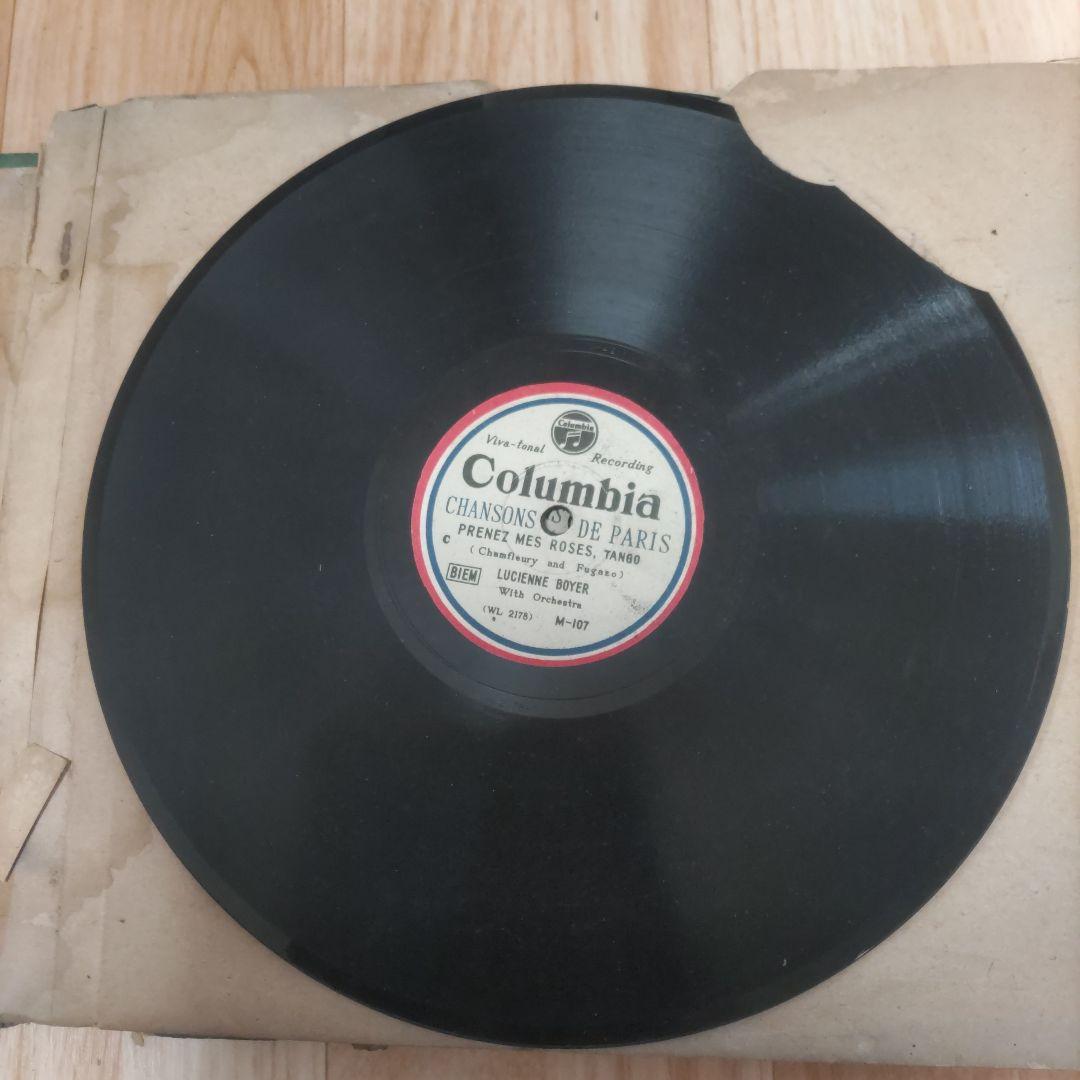 Columbia
Viva-tonal Recording
Columbia
CHANSONS DE PARIS
C PRENEZ MES ROSES, TANGO
(Chamfleury and Fugazo)
BIEM LUCIENNE BOYER
With Orchestra
(WL 2178) M-107